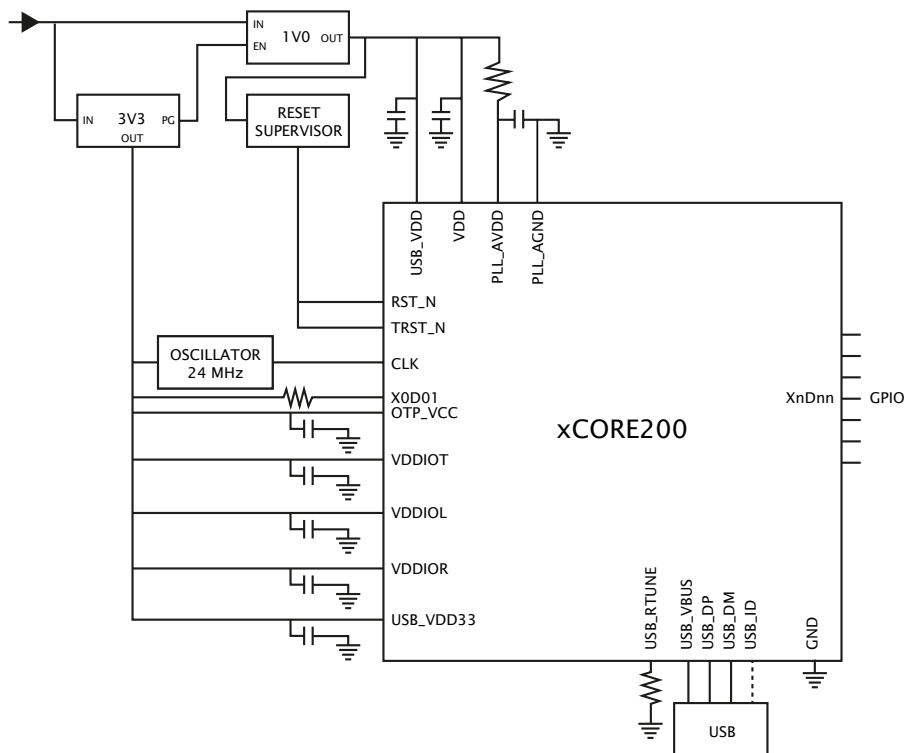 IN
1V0
OUT
EN
IN
3V3
PG
OUT
RESET
SUPERVISOR
USB_VDD
VDD
PLL_AVDD
PLL_AGND
RST_N
TRST_N
OSCILLATOR
24 MHz
CLK
X0D01
OTP_VCC
XnDnn
GPIO
xCORE200
VDDIOT
VDDIOL
VDDIOR
USB_VDD33
USB_RTUNE
USB_VBUS
USB_DP
USB_DM
USB_ID
GND
USB